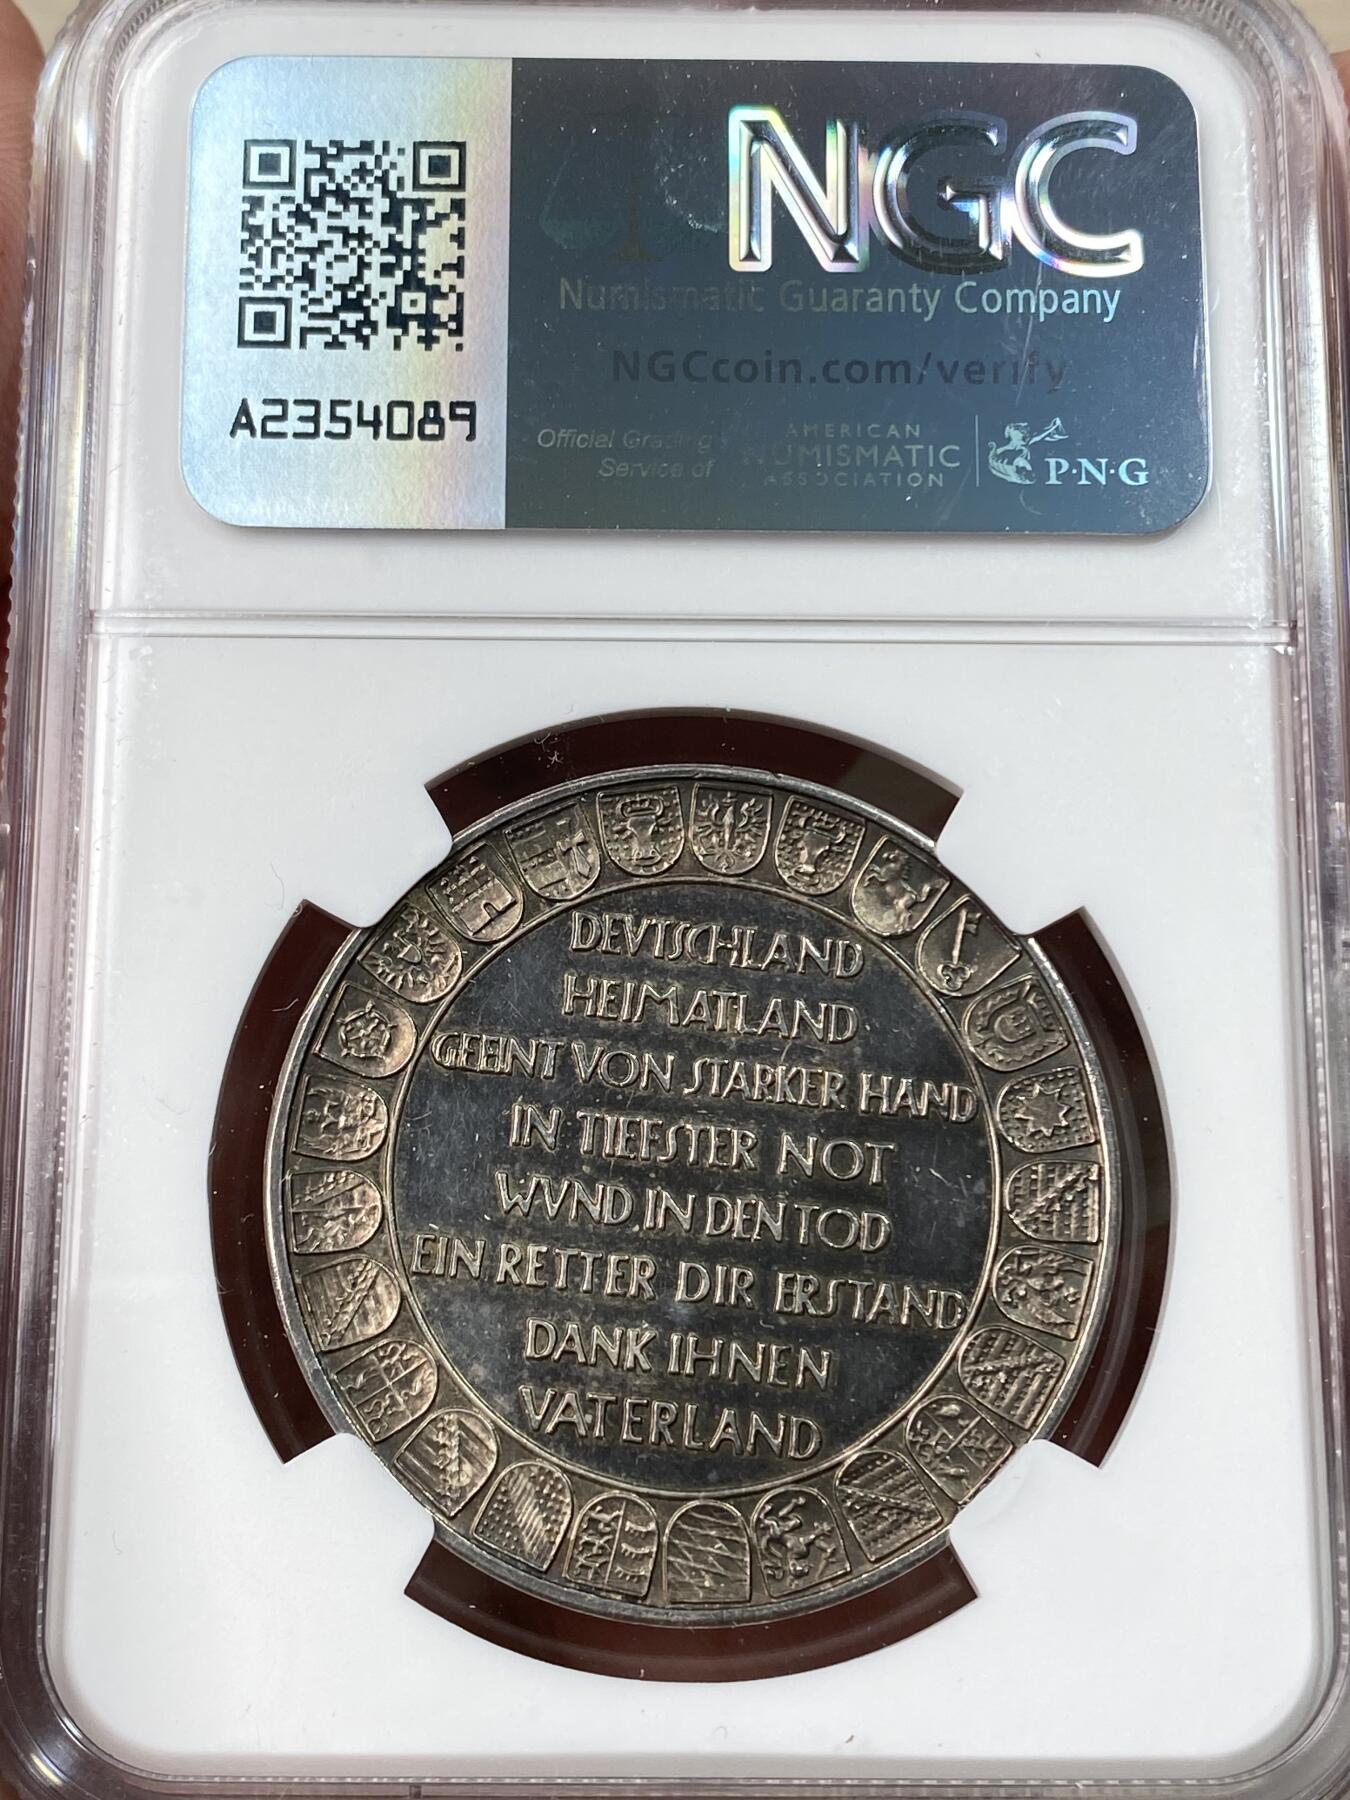 NGC
Numismatic Guaranty Company
NGCcoin.com/verify
A2354089
Official Grading
Service of
AMERICAN
NUMISMATIC
ASSOCIATION
P·N·G
DEVTSCHLAND
HEIMATLAND
GEEINT VON STARKER HAND
IN TIEFSTER NOT
WVND IN DEN TOD
EIN RETTER DIR ERSTAND
DANK IHNEN
VATERLAND